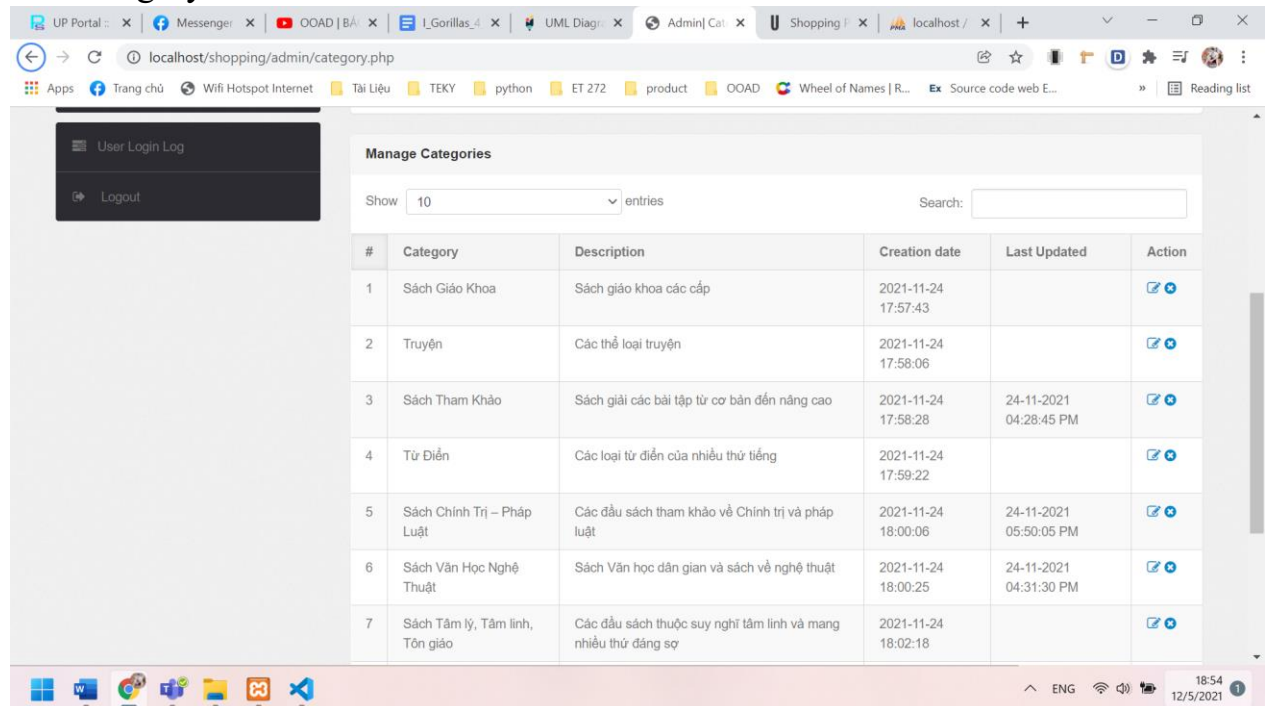 UP Portal ::
Messenger
OOAD | BÁ
I_Gorillas_4
UML Diagra
Admin| Cat
Shopping P
localhost /
localhost/shopping/admin/category.php
Apps
Trang chủ
Wifi Hotspot Internet
Tài Liệu
TEKY
python
ET 272
product
OOAD
Wheel of Names | R...
Ex Source code web E...
»
Reading list
User Login Log
Logout
Manage Categories
Show 10 entries
Search:
# Category Description Creation date Last Updated Action
1 Sách Giáo Khoa Sách giáo khoa các cấp 2021-11-24
17:57:43
2 Truyện Các thể loại truyện 2021-11-24
17:58:06
3 Sách Tham Khảo Sách giải các bài tập từ cơ bản đến nâng cao 2021-11-24 24-11-2021
17:58:28 04:28:45 PM
4 Từ Điển Các loại từ điển của nhiều thứ tiếng 2021-11-24
17:59:22
5 Sách Chính Trị – Pháp Các đầu sách tham khảo về Chính trị và pháp 2021-11-24 24-11-2021
Luật luật 18:00:06 05:50:05 PM
6 Sách Văn Học Nghệ Sách Văn học dân gian và sách về nghệ thuật 2021-11-24 24-11-2021
Thuật 18:00:25 04:31:30 PM
7 Sách Tâm lý, Tâm linh, Các đầu sách thuộc suy nghĩ tâm linh và mang 2021-11-24
Tôn giáo nhiều thứ đáng sợ 18:02:18
ENG
18:54
12/5/2021
1